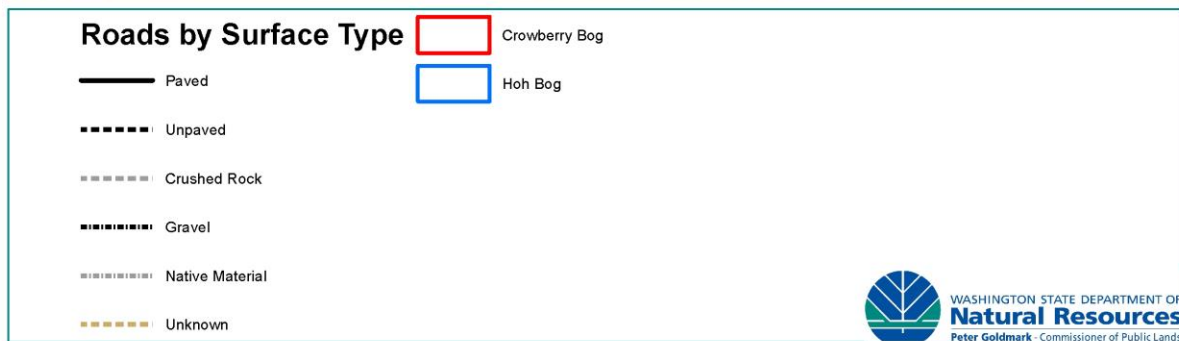 Roads by Surface Type
Paved
Unpaved
Crushed Rock
Gravel
Native Material
Unknown
Crowberry Bog
Hoh Bog
WASHINGTON STATE DEPARTMENT OF
Natural Resources
Peter Goldmark - Commissioner of Public Lands